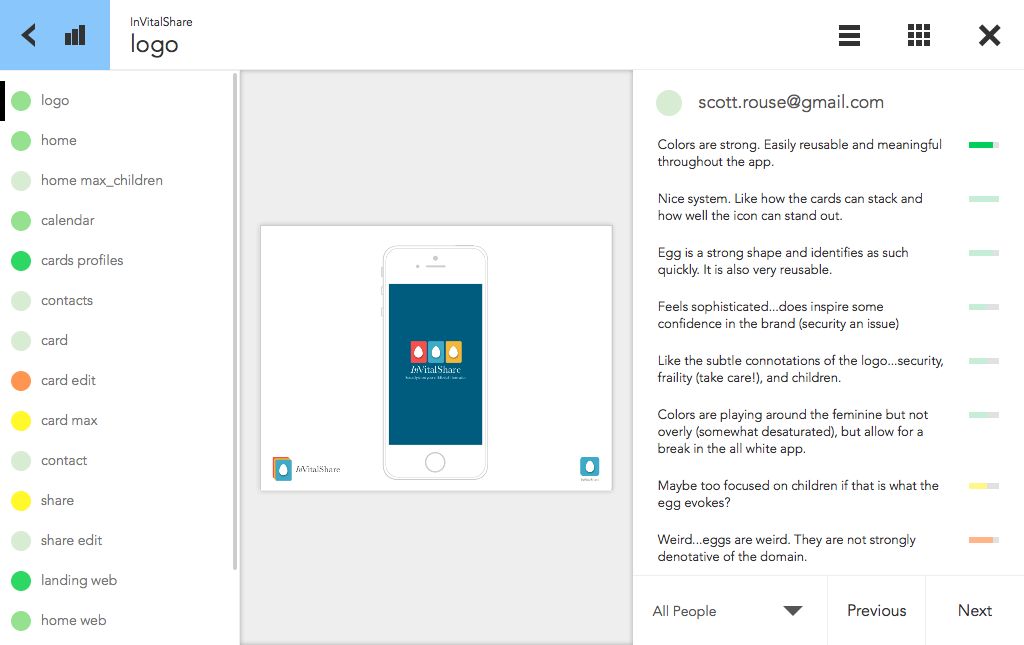 InVitalShare
logo
logo
home
home max_children
calendar
cards profiles
contacts
card
card edit
card max
contact
share
share edit
landing web
home web
InVitalShare
InVitalShare
scott.rouse@gmail.com
Colors are strong. Easily reusable and meaningful
throughout the app.
Nice system. Like how the cards can stack and
how well the icon can stand out.
Egg is a strong shape and identifies as such
quickly. It is also very reusable.
Feels sophisticated...does inspire some
confidence in the brand (security an issue)
Like the subtle connotations of the logo...security,
fraility (take care!), and children.
Colors are playing around the feminine but not
overly (somewhat desaturated), but allow for a
break in the all white app.
Maybe too focused on children if that is what the
egg evokes?
Weird...eggs are weird. They are not strongly
denotative of the domain.
All People
Previous
Next